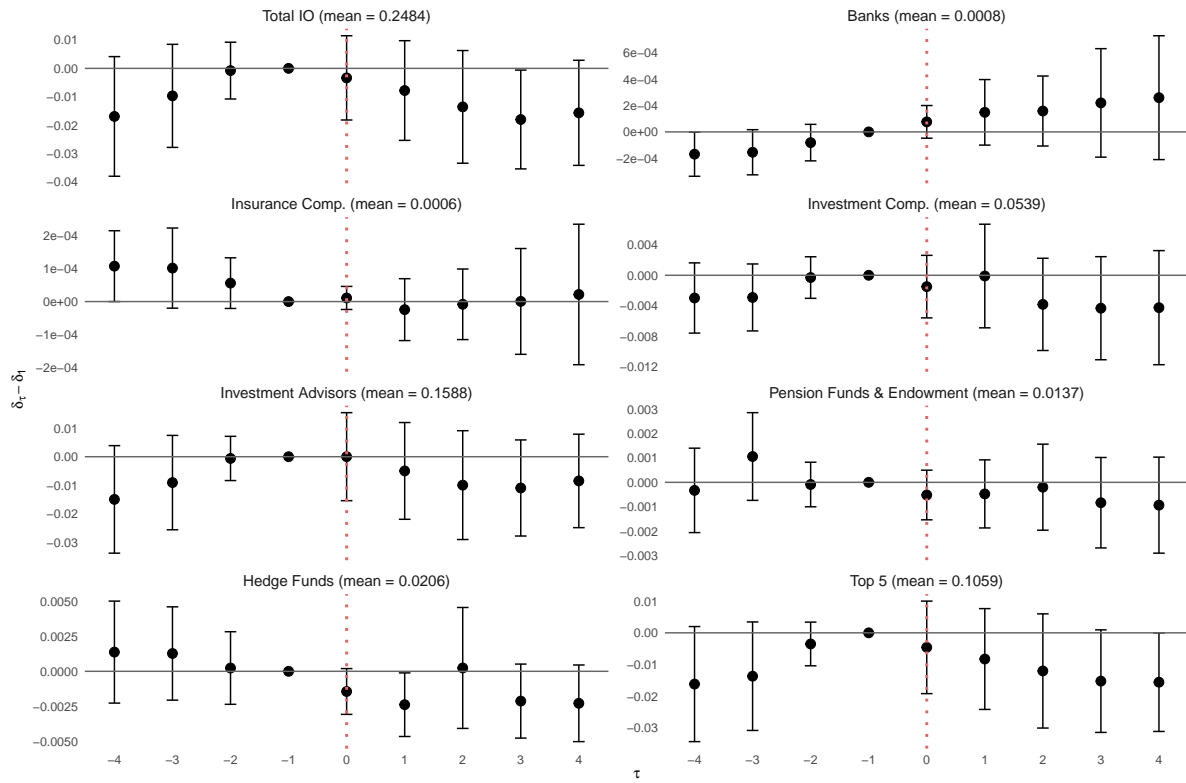 Total IO (mean = 0.2484)
0.01
0.00
−0.01
−0.02
−0.03
−0.04
Banks (mean = 0.0008)
6e−04
4e−04
2e−04
0e+00
−2e−04
Insurance Comp. (mean = 0.0006)
2e−04
1e−04
0e+00
−1e−04
−2e−04
Investment Comp. (mean = 0.0539)
0.004
0.000
−0.004
−0.008
−0.012
δτ − δ1
Investment Advisors (mean = 0.1588)
0.01
0.00
−0.01
−0.02
−0.03
Pension Funds & Endowment (mean = 0.0137)
0.003
0.002
0.001
0.000
−0.001
−0.002
−0.003
Hedge Funds (mean = 0.0206)
0.0050
0.0025
0.0000
−0.0025
−0.0050
−4 −3 −2 −1 0 1 2 3 4
Top 5 (mean = 0.1059)
0.01
0.00
−0.01
−0.02
−0.03
−4 −3 −2 −1 0 1 2 3 4
τ